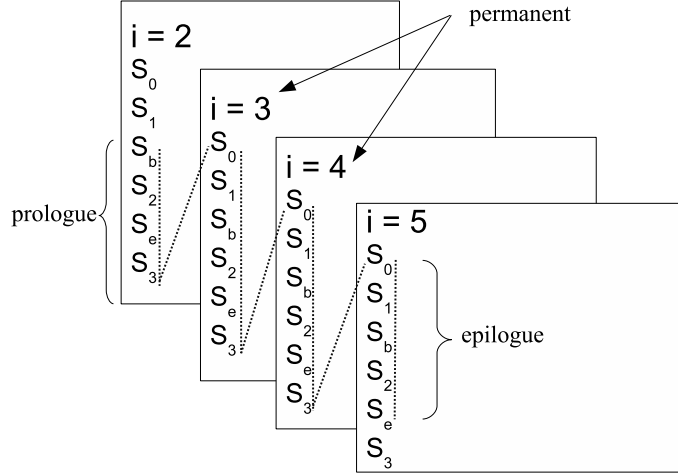 permanent
i = 2
S0
S1
Sb
S2
Se
S3
prologue
i = 3
S0
S1
Sb
S2
Se
S3
i = 4
S0
S1
Sb
S2
Se
S3
i = 5
S0
S1
Sb
S2
Se
S3
epilogue